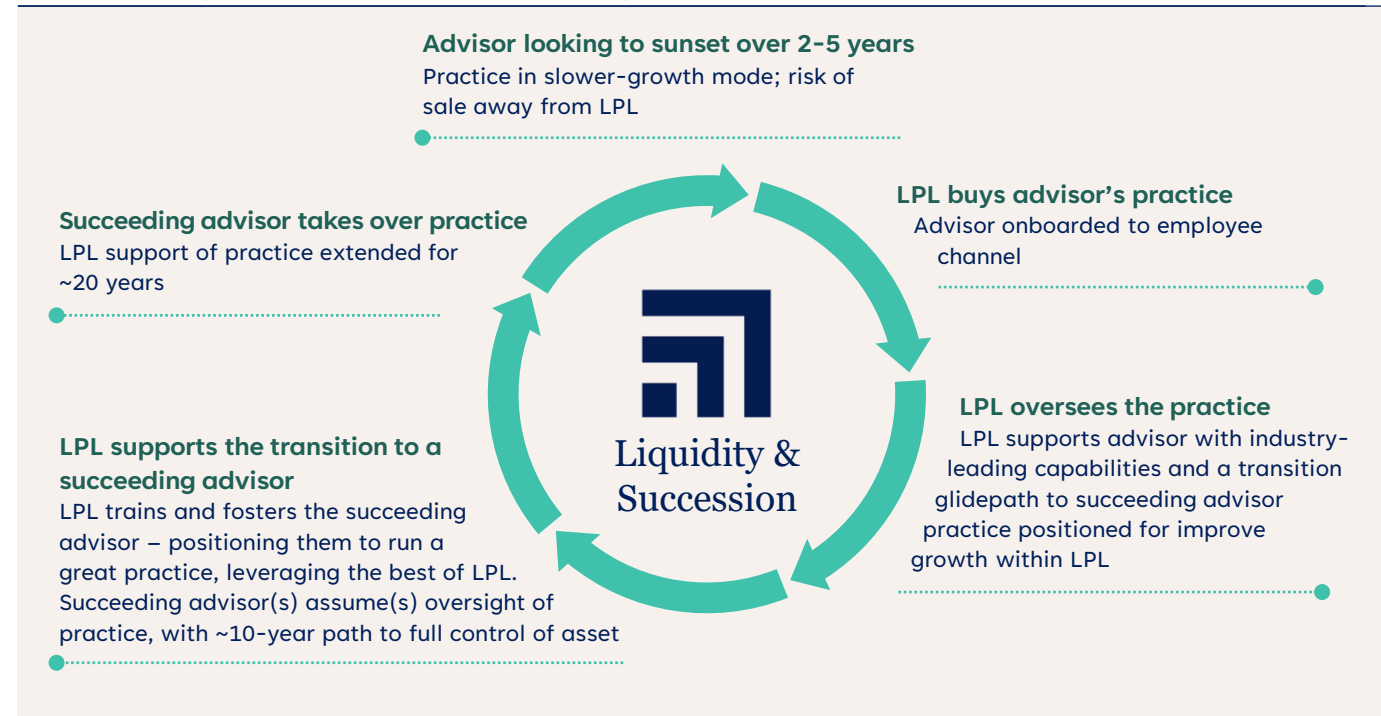 Advisor looking to sunset over 2-5 years
Practice in slower-growth mode; risk of
sale away from LPL
LPL buys advisor's practice
Advisor onboarded to employee
channel
LPL oversees the practice
LPL supports advisor with industry-
leading capabilities and a transition
glidepath to succeeding advisor
practice positioned for improve
growth within LPL
LPL supports the transition to a
succeeding advisor
LPL trains and fosters the succeeding
advisor – positioning them to run a
great practice, leveraging the best of LPL.
Succeeding advisor(s) assume(s) oversight of
practice, with ~10-year path to full control of asset
Succeeding advisor takes over practice
LPL support of practice extended for
~20 years
Liquidity &
Succession